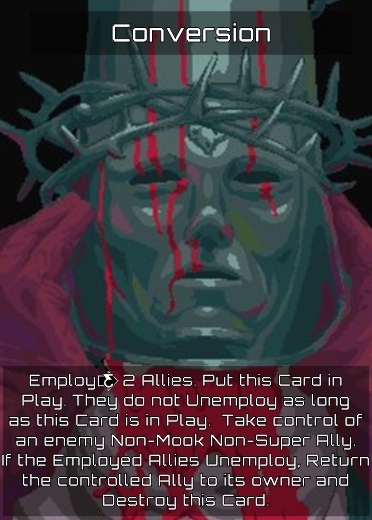 Conversion
Employ 2 Allies. Put this Card in
Play. They do not Unemploy as long
as this Card is in Play. Take control of
an enemy Non-Mook Non-Super Ally.
If the Employed Allies Unemploy, Return
the controlled Ally to its owner and
Destroy this Card.